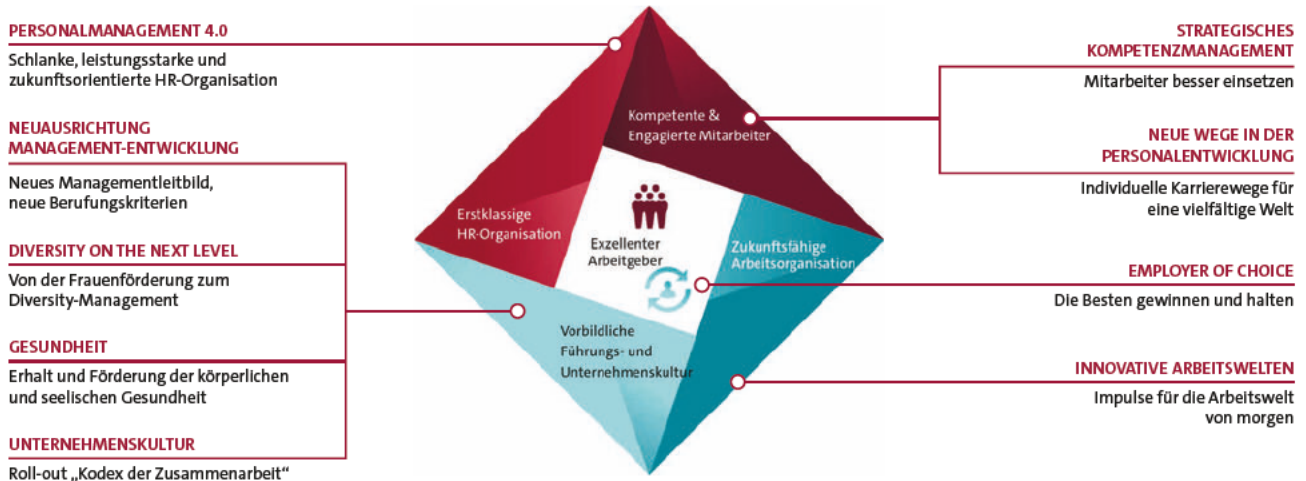 PERSONALMANAGEMENT 4.0
Schlanke, leistungsstarke und
zukunftsorientierte HR-Organisation
NEUAUSRICHTUNG
MANAGEMENT-ENTWICKLUNG
Neues Managementleitbild,
neue Berufungskriterien
DIVERSITY ON THE NEXT LEVEL
Von der Frauenförderung zum
Diversity-Management
GESUNDHEIT
Erhalt und Förderung der körperlichen
und seelischen Gesundheit
UNTERNEHMENSKULTUR
Roll-out „Kodex der Zusammenarbeit“
Kompetente &
Engagierte Mitarbeiter
Erstklassige
HR-Organisation
Exzellenter
Arbeitgeber
Zukunftsfähige
Arbeitsorganisation
Vorbildliche
Führungs- und
Unternehmenskultur
STRATEGISCHES
KOMPETENZMANAGEMENT
Mitarbeiter besser einsetzen
NEUE WEGE IN DER
PERSONALENTWICKLUNG
Individuelle Karrierewege für
eine vielfältige Welt
EMPLOYER OF CHOICE
Die Besten gewinnen und halten
INNOVATIVE ARBEITSWELTEN
Impulse für die Arbeitswelt
von morgen